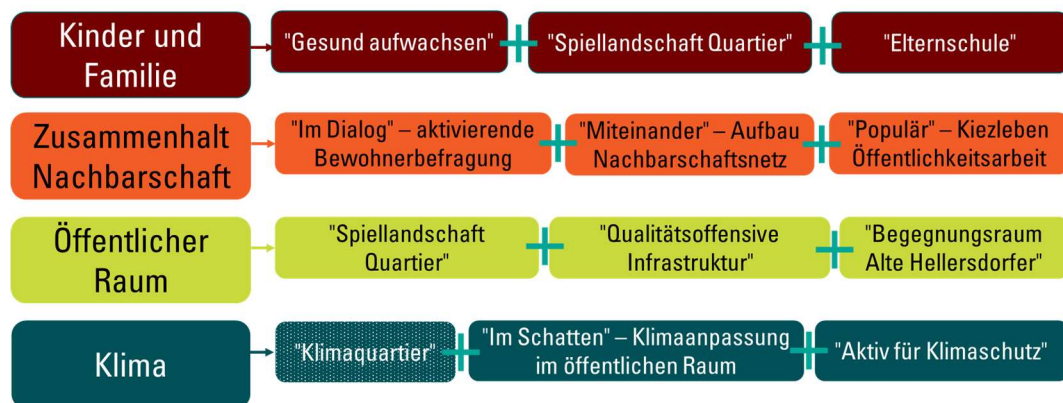 Kinder und
Familie
"Gesund aufwachsen"
+
"Spiellandschaft Quartier"
+
"Elternschule"
Zusammenhalt
Nachbarschaft
"Im Dialog" – aktivierende
Bewohnerbefragung
+
"Miteinander" – Aufbau
Nachbarschaftsnetz
+
"Populär" – Kiezleben
Öffentlichkeitsarbeit
Öffentlicher
Raum
"Spiellandschaft
Quartier"
+
"Qualitätsoffensive
Infrastruktur"
+
"Begegnungsraum
Alte Hellersdorfer"
Klima
"Klimaquartier"
+
"Im Schatten" – Klimaanpassung
im öffentlichen Raum
+
"Aktiv für Klimaschutz"